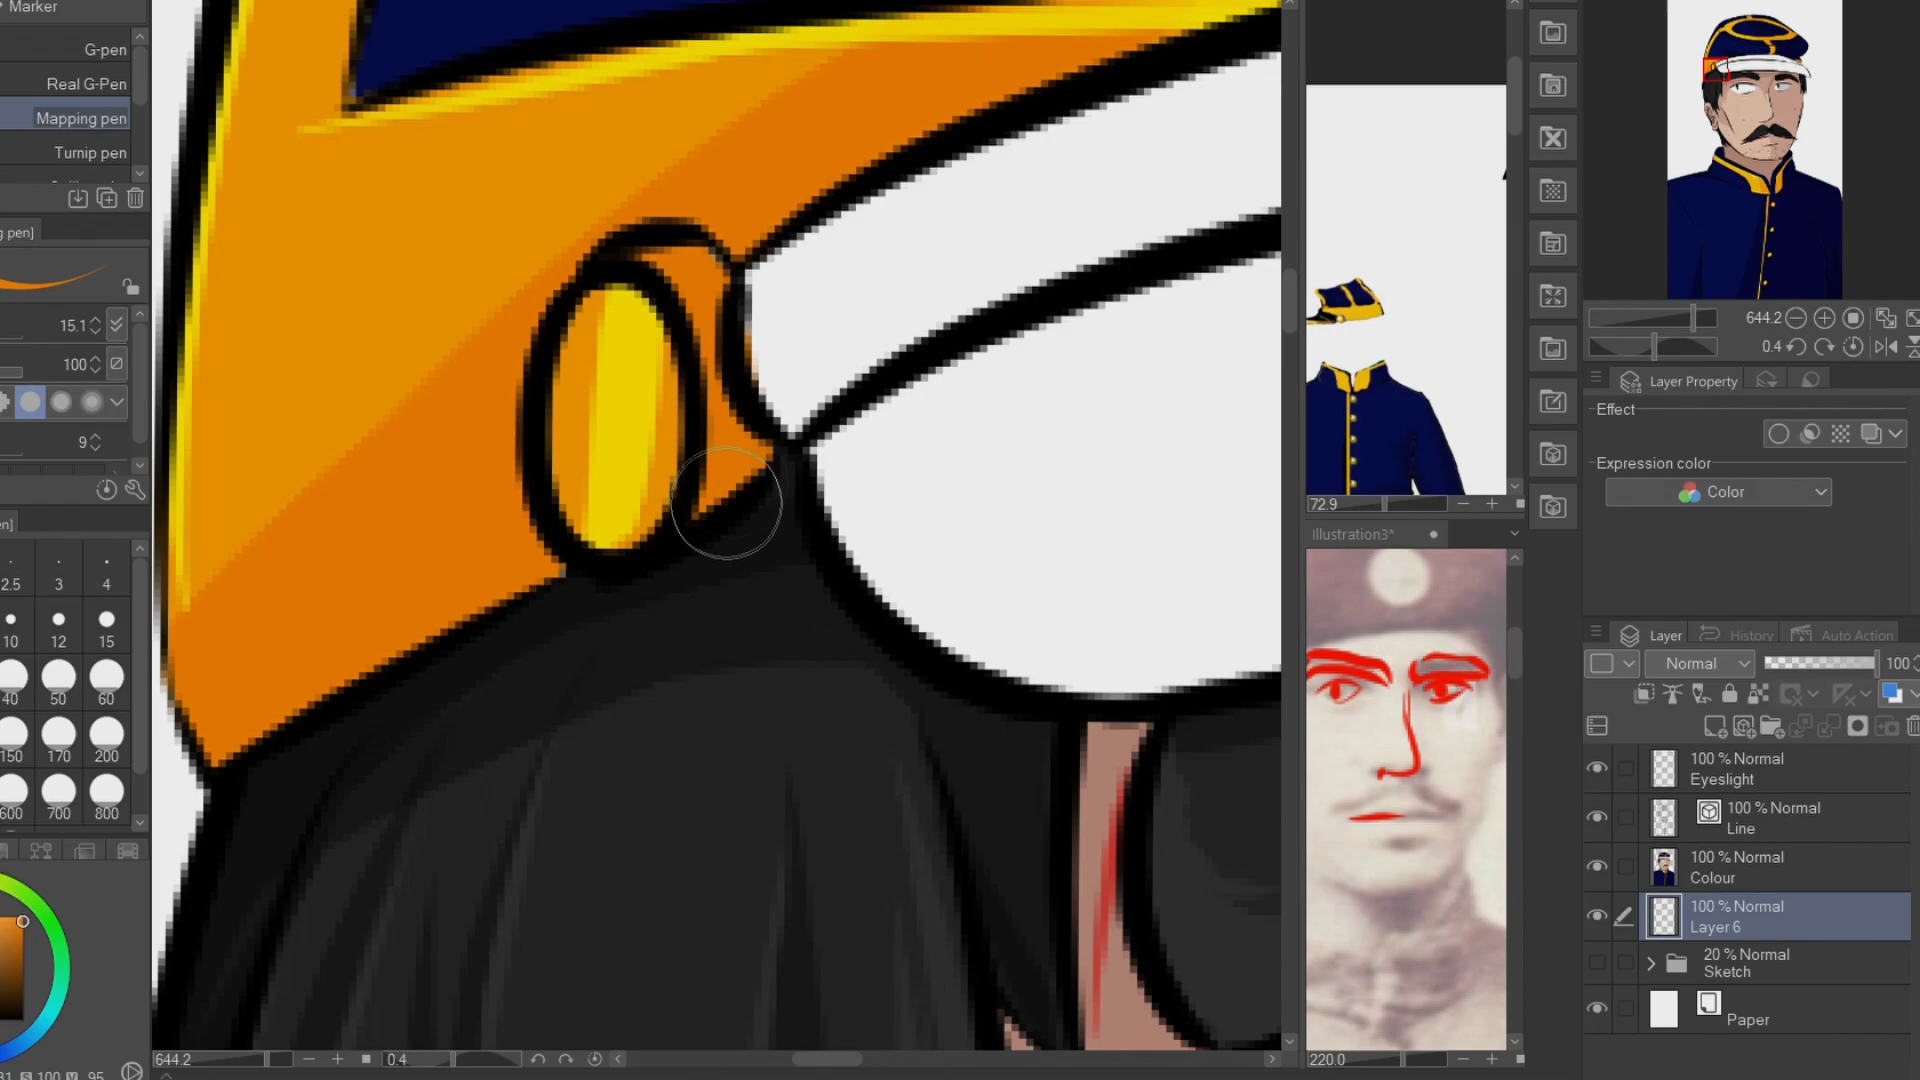 Marker
G-pen
Real G-Pen
Mapping pen
Turnip pen
g pen]
15.1
100
9
en]
2.5 3 4
10 12 15
40 50 60
150 170 200
600 700 800
S 100 V 95
644.2
0.4
72.9
Illustration3*
220.0
644.2
0.4
Layer Property
Effect
Expression color
Color
Layer History Auto Action
Normal 100
100 % Normal
Eyeslight
100 % Normal
Line
100 % Normal
Colour
100 % Normal
Layer 6
20 % Normal
Sketch
Paper